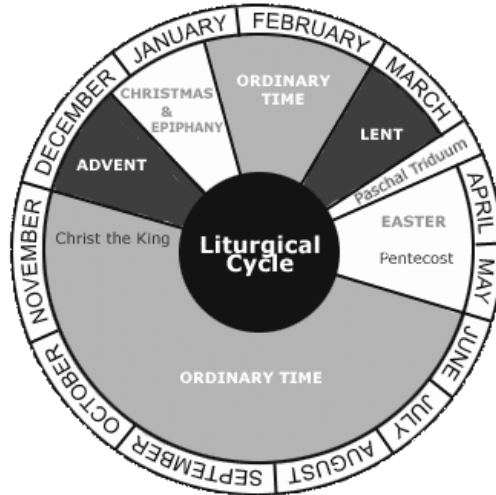 JANUARY
FEBRUARY
MARCH
APRIL
MAY
JUNE
JULY
AUGUST
SEPTEMBER
OCTOBER
NOVEMBER
DECEMBER
CHRISTMAS
&
EPIPHANY
ORDINARY
TIME
LENT
Paschal Triduum
EASTER
Pentecost
ORDINARY TIME
Christ the King
ADVENT
Liturgical
Cycle